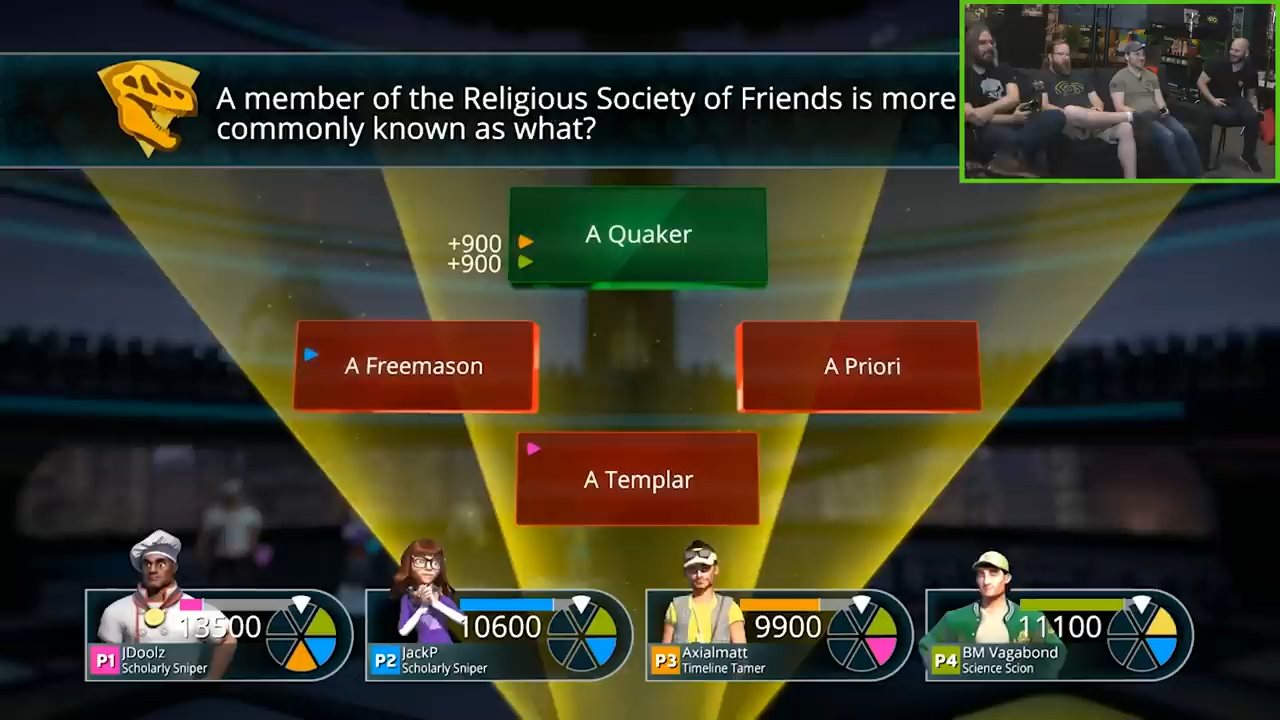 A member of the Religious Society of Friends is more
commonly known as what?
A Quaker
+900
+900
A Freemason
A Priori
A Templar
13500
P1 JDoolz
Scholarly Sniper
10600
P2 JackP
Scholarly Sniper
9900
P3 Axialmatt
Timeline Tamer
11100
P4 BM Vagabond
Science Scion